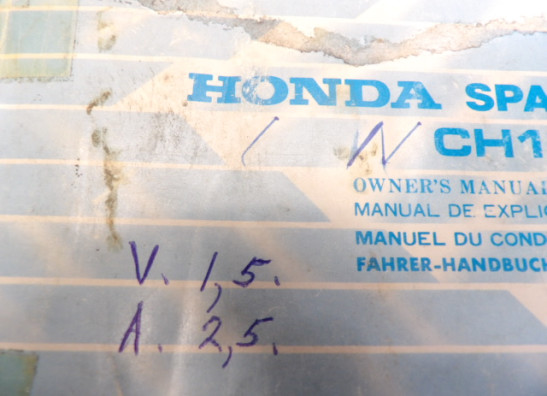 HONDA SPA
CH1
OWNER'S MANUAL
MANUAL DE EXPLIC
MANUEL DU COND
FAHRER-HANDBUCH
V. 1,5.
A. 2,5.